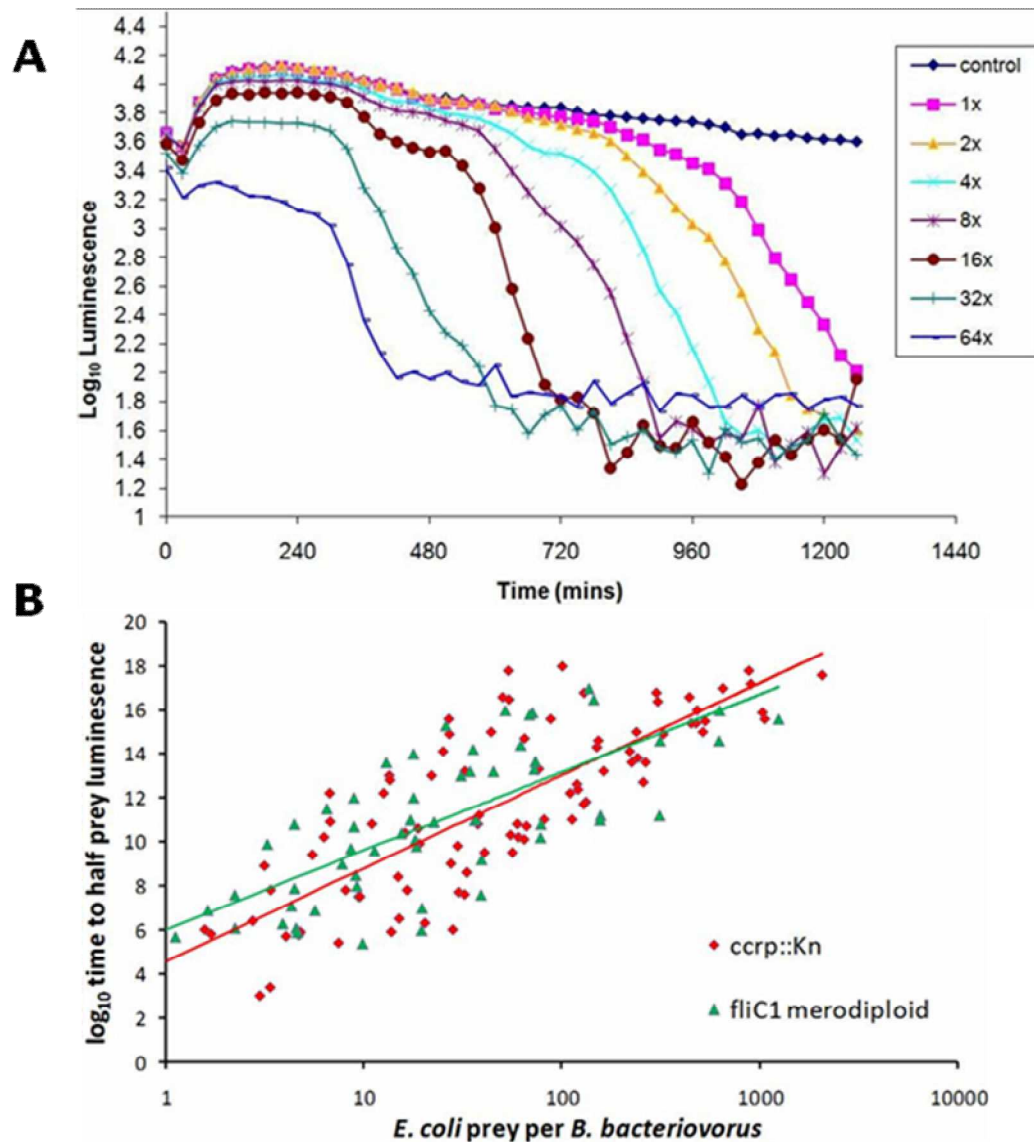 A
4.4
4.2
4
3.8
3.6
3.4
3.2
3
2.8
2.6
2.4
2.2
2
1.8
1.6
1.4
1.2
1
Log10 Luminescence
0 240 480 720 960 1200 1440
Time (mins)
control
1x
2x
4x
8x
16x
32x
64x
B
20
18
16
14
12
10
8
6
4
2
0
log10 time to half prey luminesence
1 10 100 1000 10000
E. coli prey per B. bacteriovorus
ccrp::Kn
fliC1 merodiploid